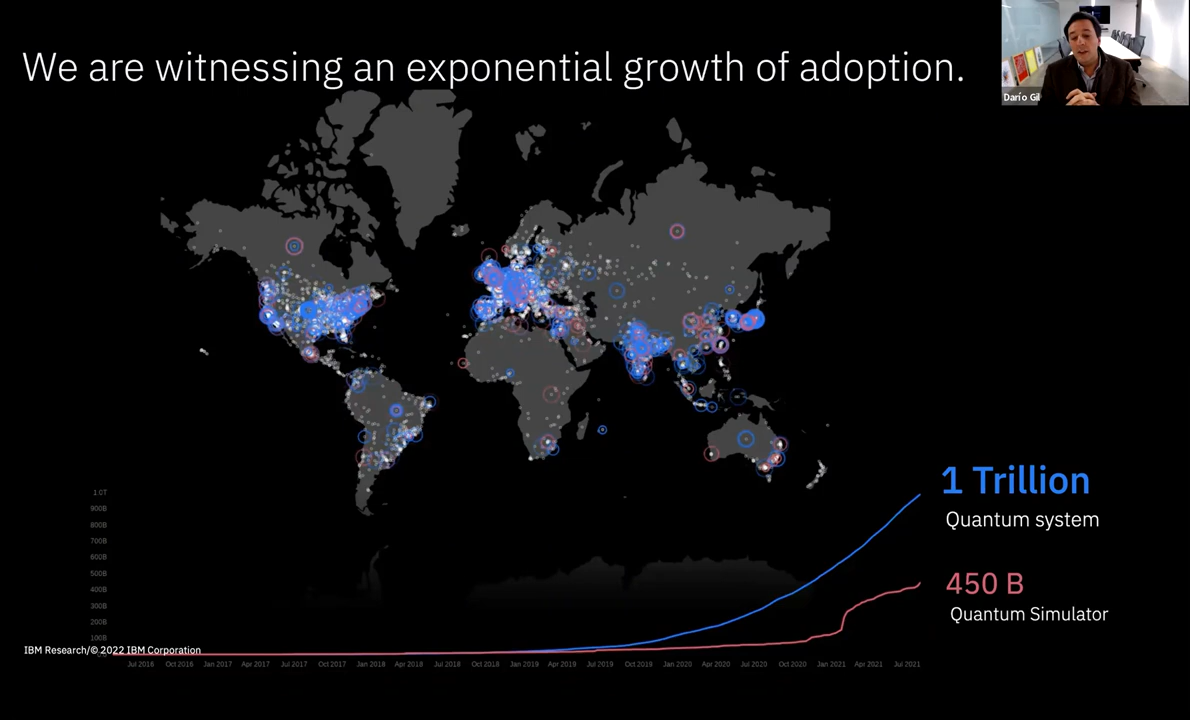 We are witnessing an exponential growth of adoption.
Darío Gil
1.0T
900B
800B
700B
600B
500B
400B
300B
200B
100B
1 Trillion
Quantum system
450 B
Quantum Simulator
IBM Research/© 2022 IBM Corporation
Jul 2016 Oct 2016 Jan 2017 Apr 2017 Jul 2017 Oct 2017 Jan 2018 Apr 2018 Jul 2018 Oct 2018 Jan 2019 Apr 2019 Jul 2019 Oct 2019 Jan 2020 Apr 2020 Jul 2020 Oct 2020 Jan 2021 Apr 2021 Jul 2021